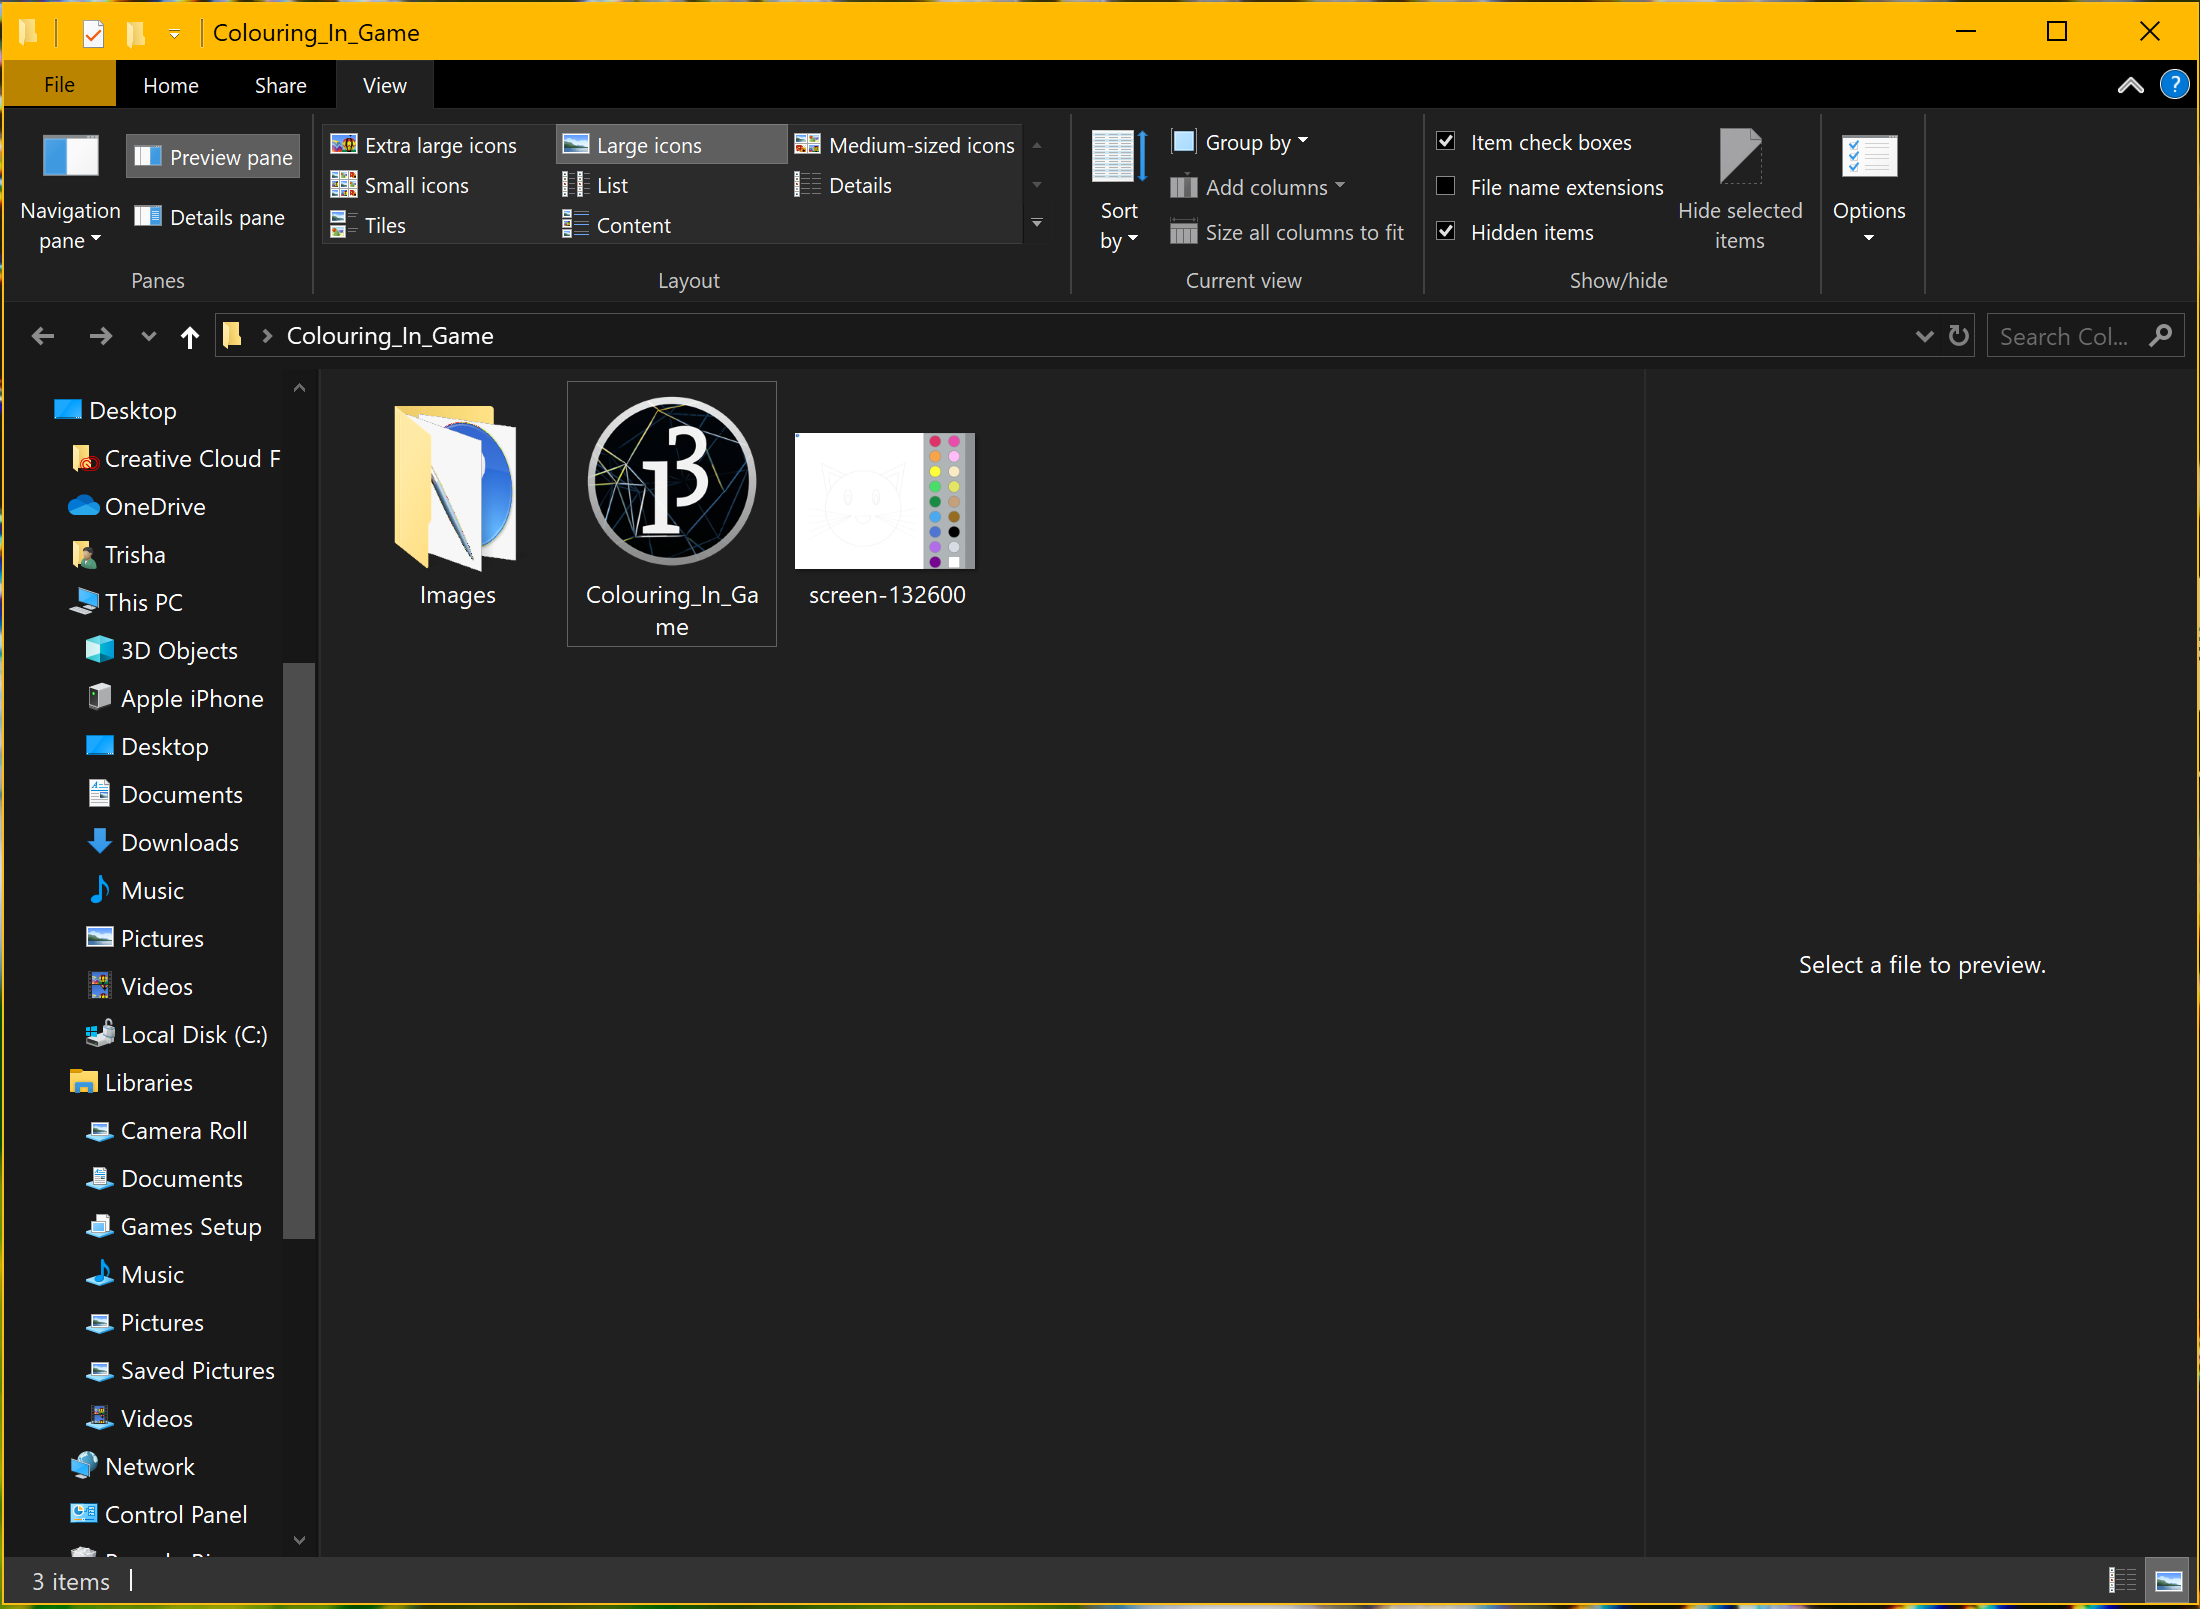 Colouring_In_Game
File
Home
Share
View
Navigation
pane
Preview pane
Details pane
Panes
Extra large icons
Large icons
Medium-sized icons
Small icons
List
Details
Tiles
Content
Layout
Sort
by
Group by
Add columns
Size all columns to fit
Current view
Item check boxes
File name extensions
Hidden items
Hide selected
items
Show/hide
Options
Colouring_In_Game
Search Col...
Desktop
Creative Cloud F
OneDrive
Trisha
This PC
3D Objects
Apple iPhone
Desktop
Documents
Downloads
Music
Pictures
Videos
Local Disk (C:)
Libraries
Camera Roll
Documents
Games Setup
Music
Pictures
Saved Pictures
Videos
Network
Control Panel
Images
Colouring_In_Ga
me
screen-132600
Select a file to preview.
3 items